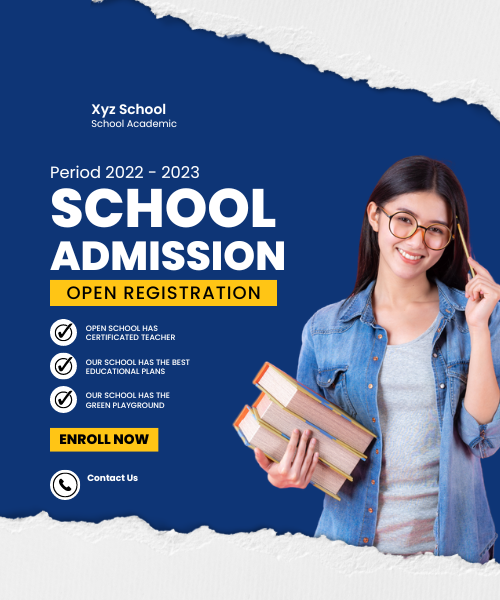 Xyz School
School Academic
Period 2022 - 2023
SCHOOL
ADMISSION
OPEN REGISTRATION
OPEN SCHOOL HAS
CERTIFICATED TEACHER
OUR SCHOOL HAS THE BEST
EDUCATIONAL PLANS
OUR SCHOOL HAS THE
GREEN PLAYGROUND
ENROLL NOW
Contact Us